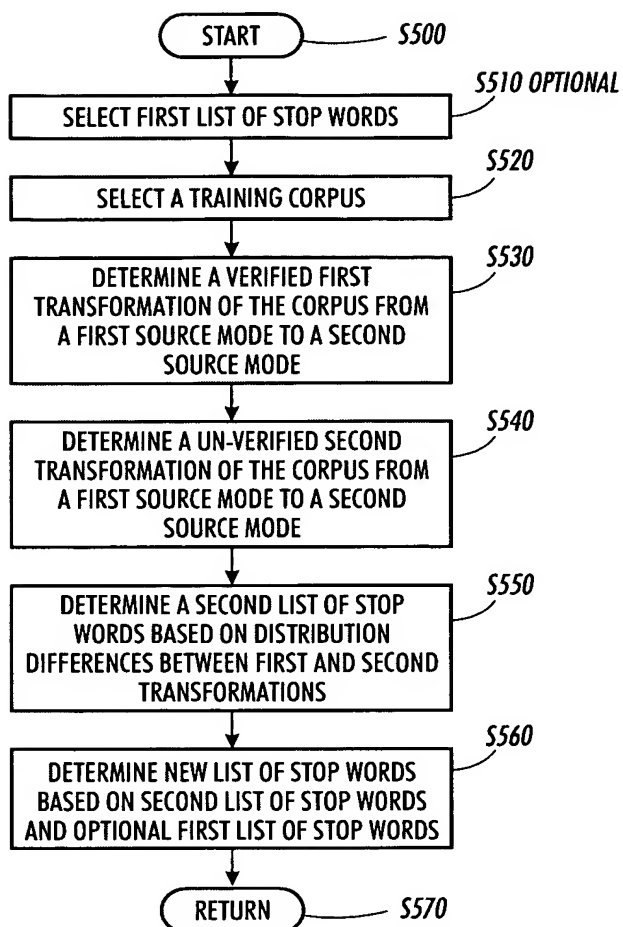 START
S500
S510 OPTIONAL
SELECT FIRST LIST OF STOP WORDS
S520
SELECT A TRAINING CORPUS
S530
DETERMINE A VERIFIED FIRST
TRANSFORMATION OF THE CORPUS FROM
A FIRST SOURCE MODE TO A SECOND
SOURCE MODE
S540
DETERMINE A UN-VERIFIED SECOND
TRANSFORMATION OF THE CORPUS FROM
A FIRST SOURCE MODE TO A SECOND
SOURCE MODE
S550
DETERMINE A SECOND LIST OF STOP
WORDS BASED ON DISTRIBUTION
DIFFERENCES BETWEEN FIRST AND SECOND
TRANSFORMATIONS
S560
DETERMINE NEW LIST OF STOP WORDS
BASED ON SECOND LIST OF STOP WORDS
AND OPTIONAL FIRST LIST OF STOP WORDS
RETURN
S570